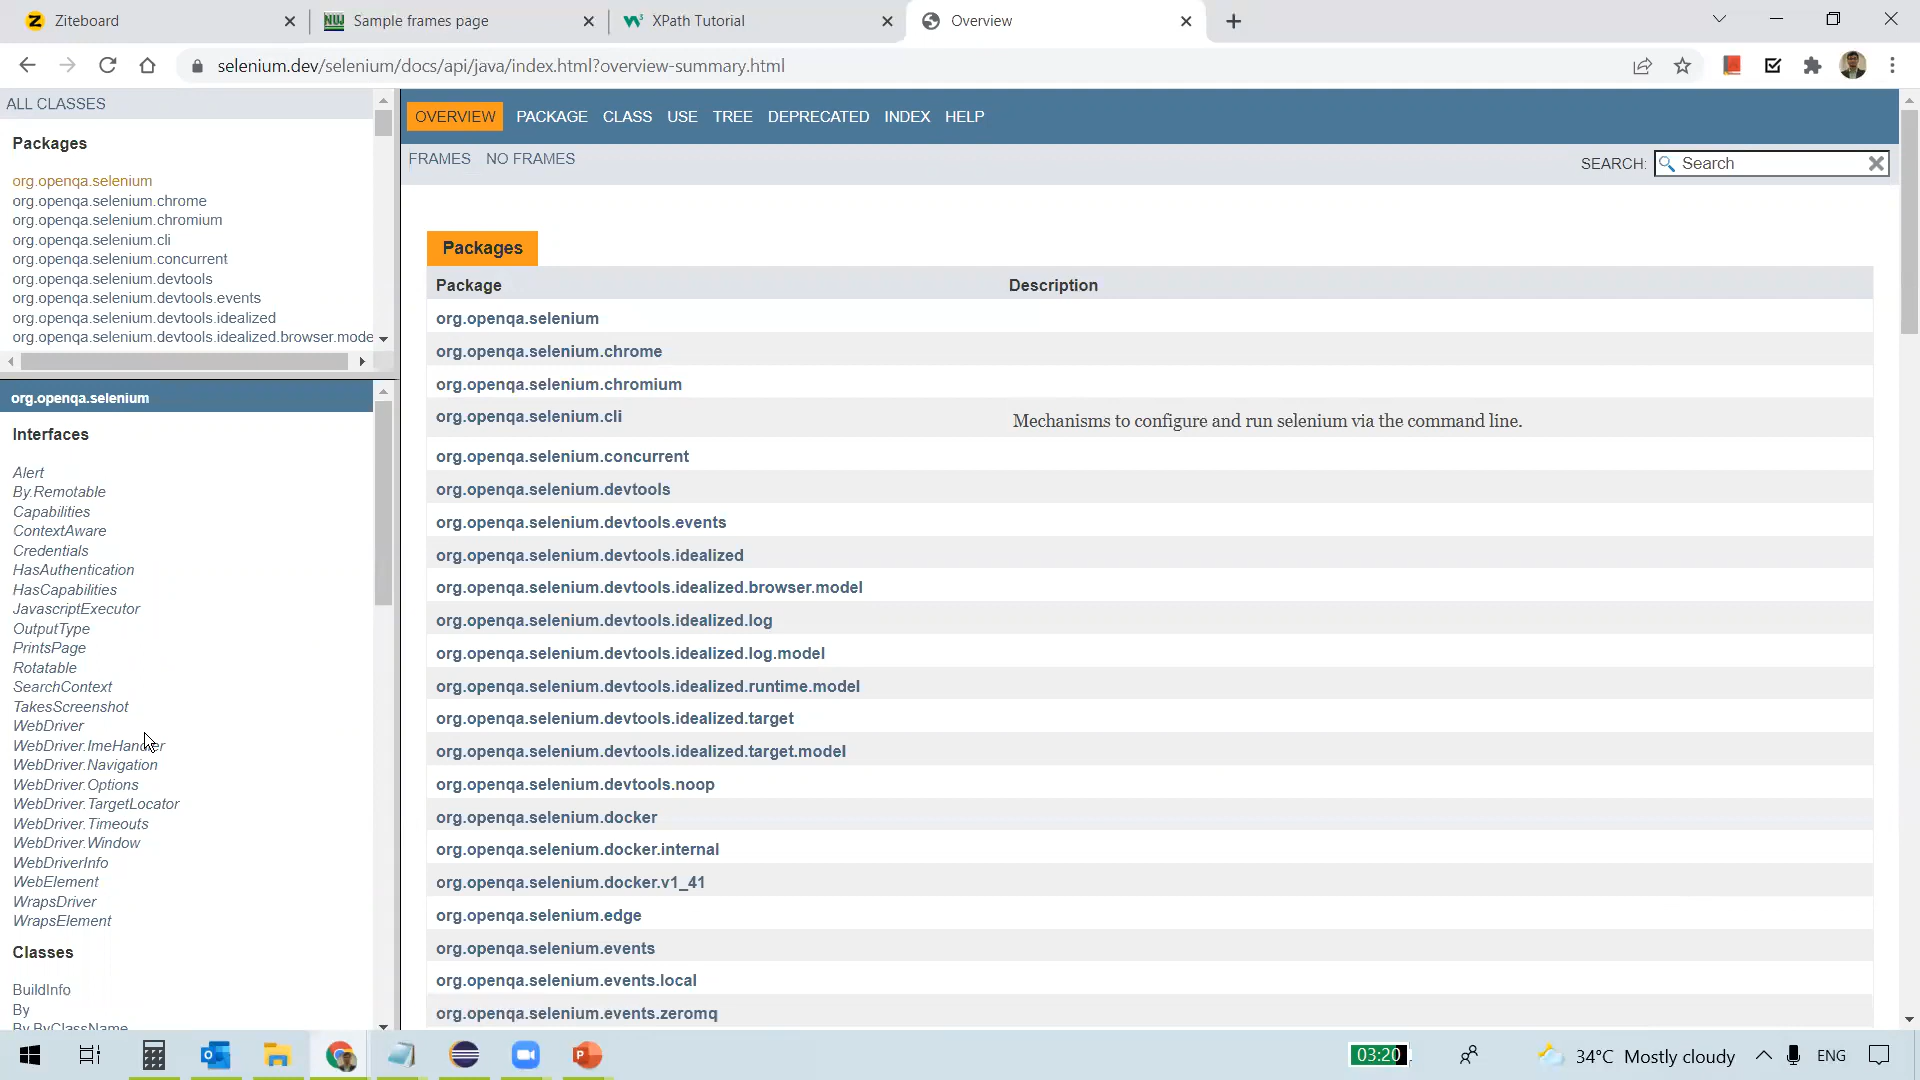 Ziteboard
Sample frames page
XPath Tutorial
Overview
selenium.dev/selenium/docs/api/java/index.html?overview-summary.html
ALL CLASSES
Packages
org.openqa.selenium
org.openqa.selenium.chrome
org.openqa.selenium.chromium
org.openqa.selenium.cli
org.openqa.selenium.concurrent
org.openqa.selenium.devtools
org.openqa.selenium.devtools.events
org.openqa.selenium.devtools.idealized
org.openqa.selenium.devtools.idealized.browser.mode
org.openqa.selenium
Interfaces
Alert
By.Remotable
Capabilities
ContextAware
Credentials
HasAuthentication
HasCapabilities
JavascriptExecutor
OutputType
PrintsPage
Rotatable
SearchContext
TakesScreenshot
WebDriver
WebDriver.ImeHandler
WebDriver.Navigation
WebDriver.Options
WebDriver.TargetLocator
WebDriver.Timeouts
WebDriver.Window
WebDriverInfo
WebElement
WrapsDriver
WrapsElement
Classes
BuildInfo
By
By.ByClassName
OVERVIEW PACKAGE CLASS USE TREE DEPRECATED INDEX HELP
FRAMES NO FRAMES
SEARCH: Search
Packages
Package Description
org.openqa.selenium
org.openqa.selenium.chrome
org.openqa.selenium.chromium
org.openqa.selenium.cli Mechanisms to configure and run selenium via the command line.
org.openqa.selenium.concurrent
org.openqa.selenium.devtools
org.openqa.selenium.devtools.events
org.openqa.selenium.devtools.idealized
org.openqa.selenium.devtools.idealized.browser.model
org.openqa.selenium.devtools.idealized.log
org.openqa.selenium.devtools.idealized.log.model
org.openqa.selenium.devtools.idealized.runtime.model
org.openqa.selenium.devtools.idealized.target
org.openqa.selenium.devtools.idealized.target.model
org.openqa.selenium.devtools.noop
org.openqa.selenium.docker
org.openqa.selenium.docker.internal
org.openqa.selenium.docker.v1_41
org.openqa.selenium.edge
org.openqa.selenium.events
org.openqa.selenium.events.local
org.openqa.selenium.events.zeromq
03:20
34°C Mostly cloudy
ENG